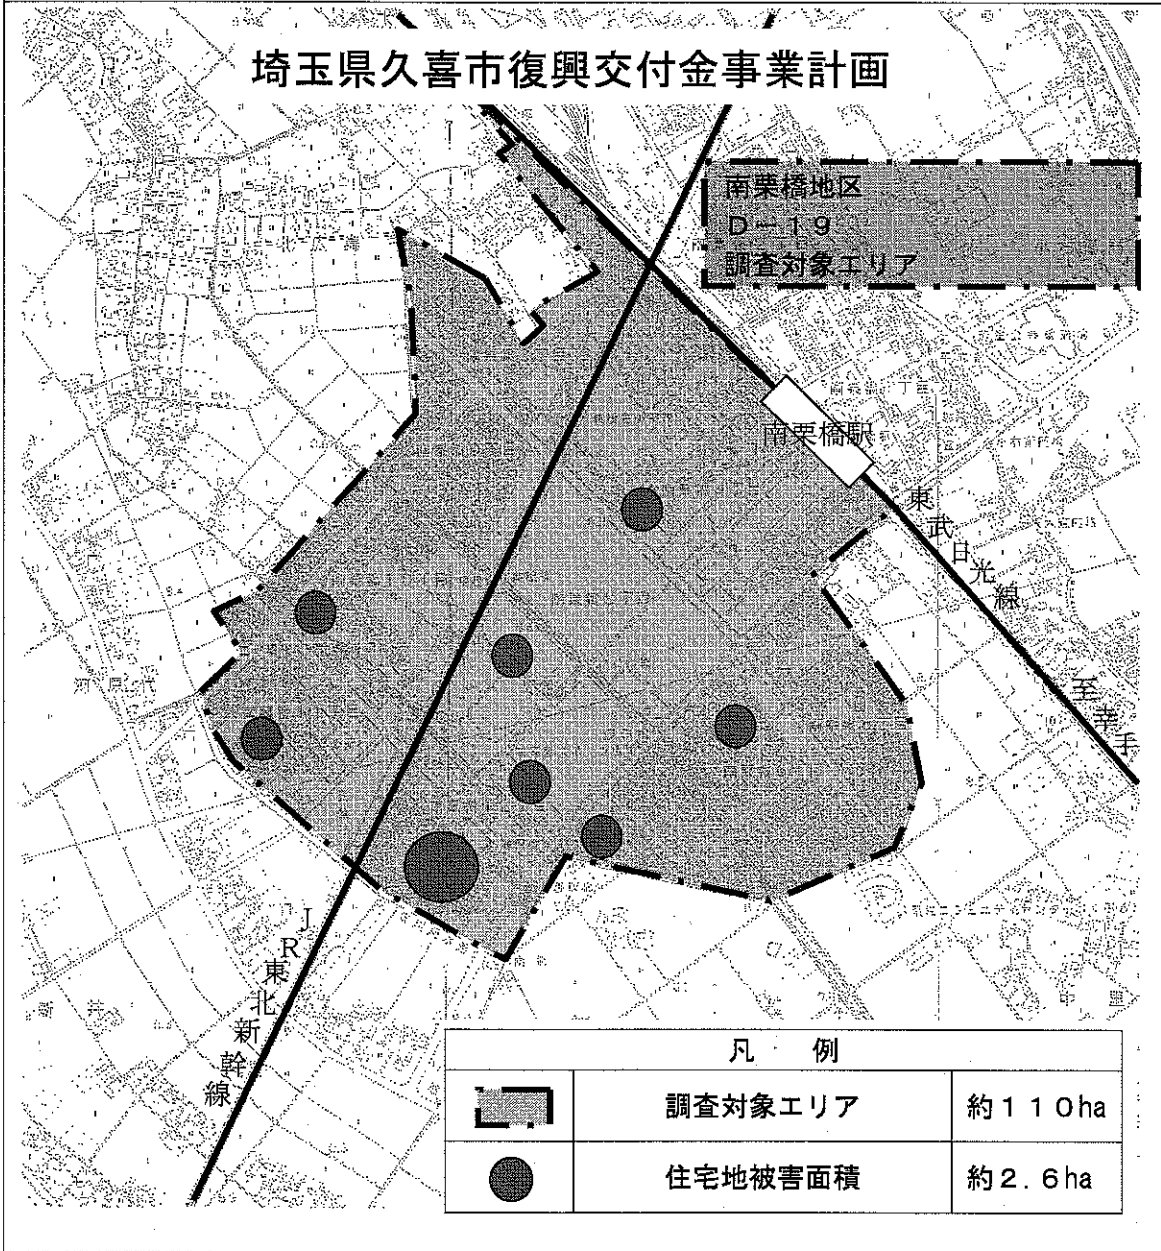 埼玉県久喜市復興交付金事業計画
南栗橋地区
D-19
調査対象エリア
南栗橋駅
東武日光線
至幸手
JR東北新幹線
凡 例
調査対象エリア 約110ha
住宅地被害面積 約2.6ha